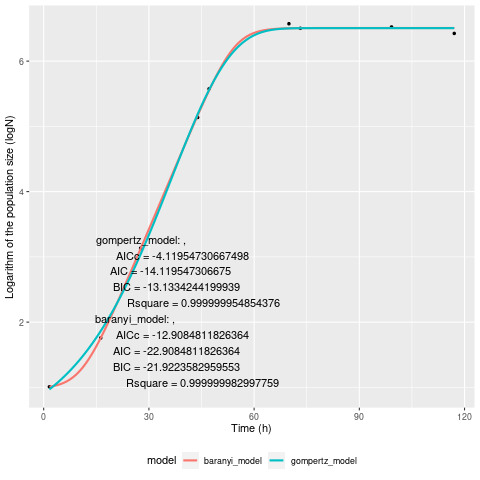 6
4
2
Logarithm of the population size (logN)
gompertz_model: ,
AICc = -4.11954730667498
AIC = -14.119547306675
BIC = -13.1334244199939
Rsquare = 0.999999954854376
baranyi_model: ,
AICc = -12.9084811826364
AIC = -22.9084811826364
BIC = -21.9223582959553
Rsquare = 0.999999982997759
0 30 60 90 120
Time (h)
model baranyi_model gompertz_model